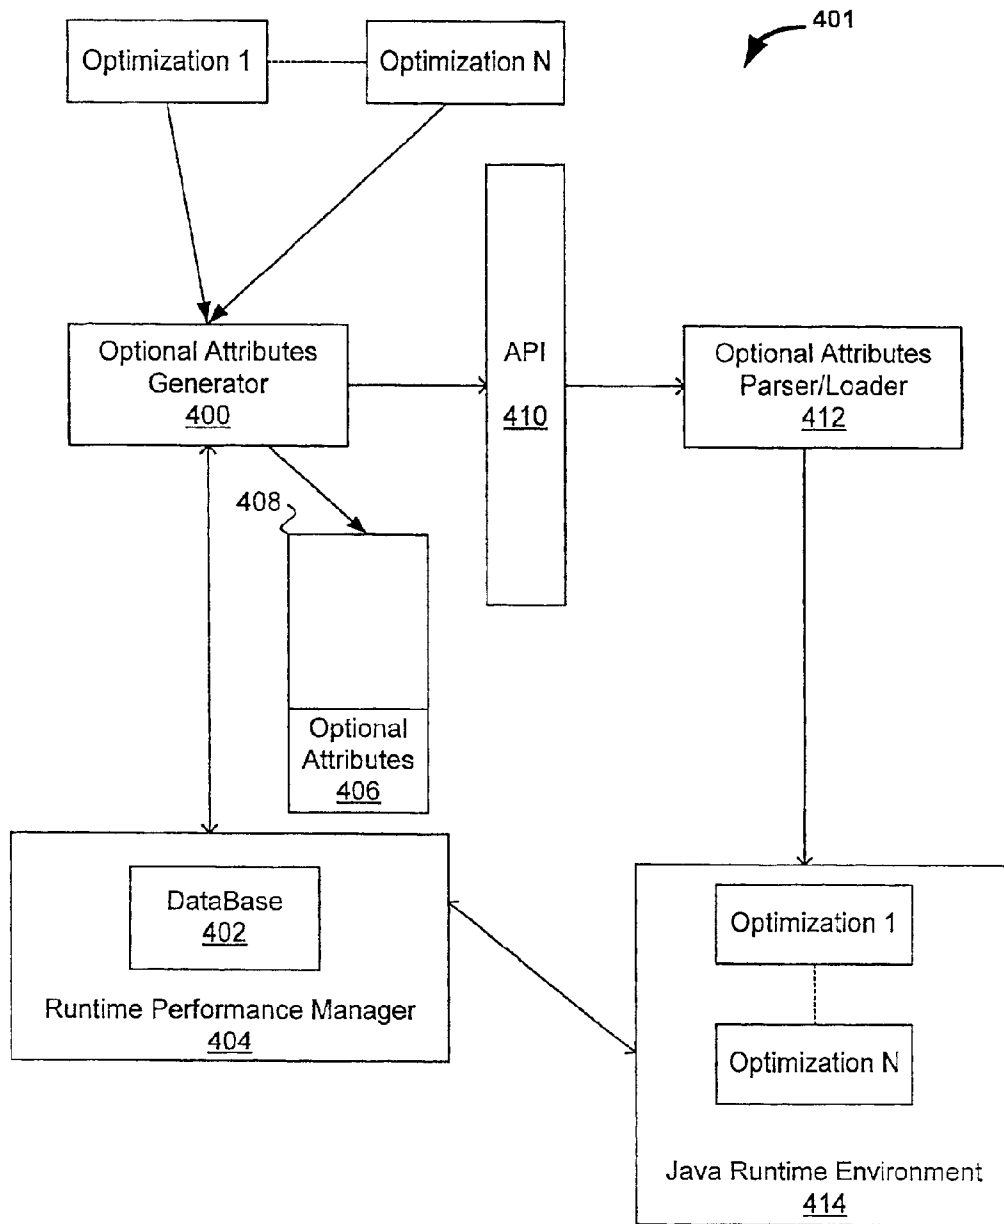 401
Optimization 1
Optimization N
Optional Attributes
Generator
400
API
410
Optional Attributes
Parser/Loader
412
408
Optional
Attributes
406
DataBase
402
Runtime Performance Manager
404
Optimization 1
Optimization N
Java Runtime Environment
414